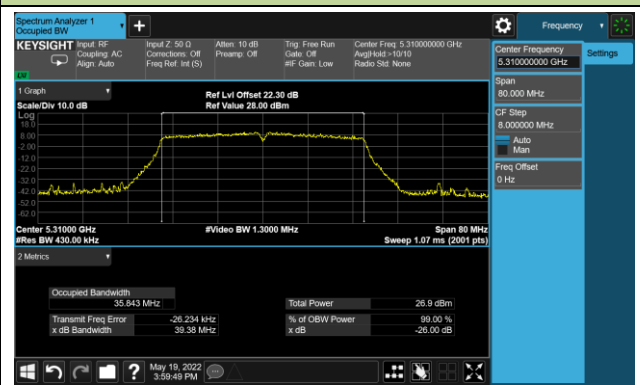 Spectrum Analyzer 1
Occupied BW
Frequency
KEYSIGHT
Input: RF
Coupling: AC
Align: Auto
Input Z: 50 Ω
Corrections: Off
Freq Ref: Int (S)
Atten: 10 dB
Preamp: Off
Trig: Free Run
Gate: Off
#IF Gain: Low
Center Freq: 5.310000000 GHz
Avg|Hold:>10/10
Radio Std: None
LXI
Center Frequency
5.310000000 GHz
Settings
Span
80.000 MHz
CF Step
8.000000 MHz
Auto
Man
Freq Offset
0 Hz
1 Graph
Scale/Div 10.0 dB
Ref Lvl Offset 22.30 dB
Ref Value 28.00 dBm
Log
18.0
8.00
-2.00
-12.0
-22.0
-32.0
-42.0
-52.0
-62.0
Center 5.31000 GHz
#Res BW 430.00 kHz
#Video BW 1.3000 MHz
Span 80 MHz
Sweep 1.07 ms (2001 pts)
2 Metrics
Occupied Bandwidth
35.843 MHz
Total Power 26.9 dBm
Transmit Freq Error -26.234 kHz
% of OBW Power 99.00 %
x dB Bandwidth 39.38 MHz
x dB -26.00 dB
?
May 19, 2022
3:59:49 PM